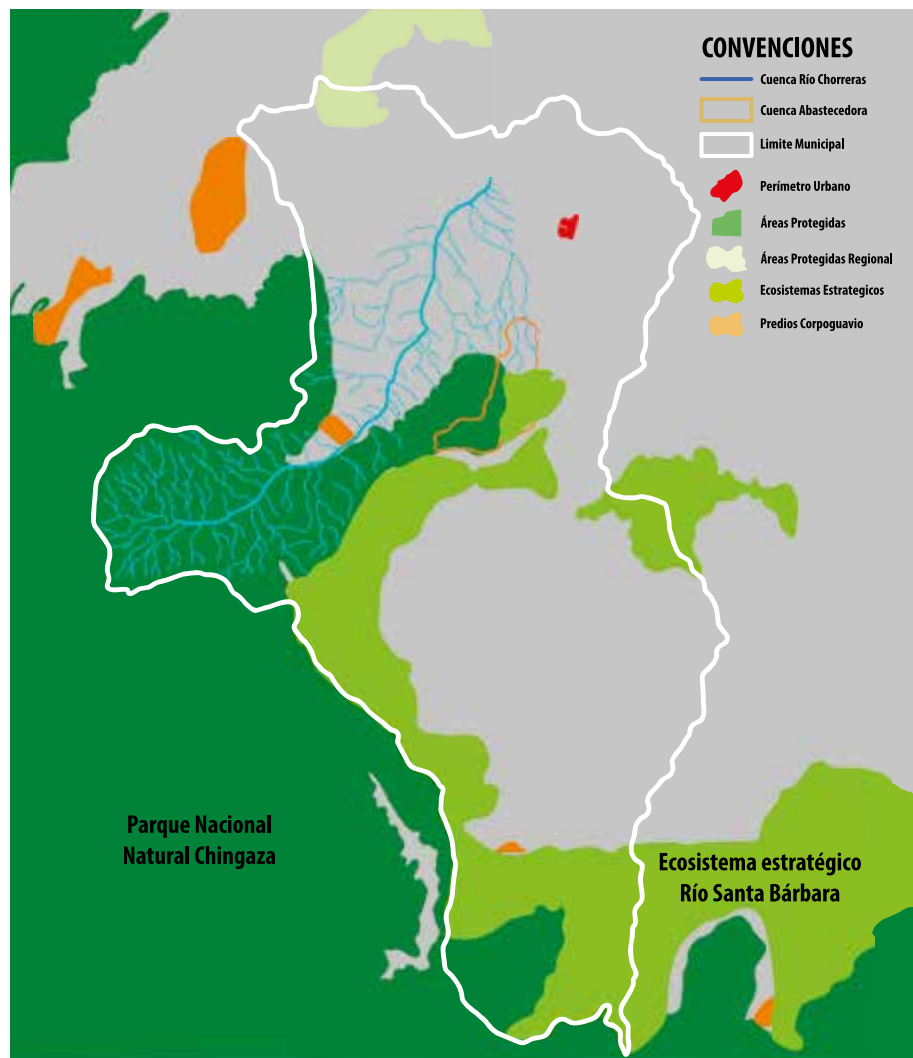 CONVENCIONES
Cuenca Río Chorreras
Cuenca Abastecedora
Limite Municipal
Perímetro Urbano
Áreas Protegidas
Áreas Protegidas Regional
Ecosistemas Estrategicos
Predios Corpoguavio
Parque Nacional
Natural Chingaza
Ecosistema estratégico
Río Santa Bárbara